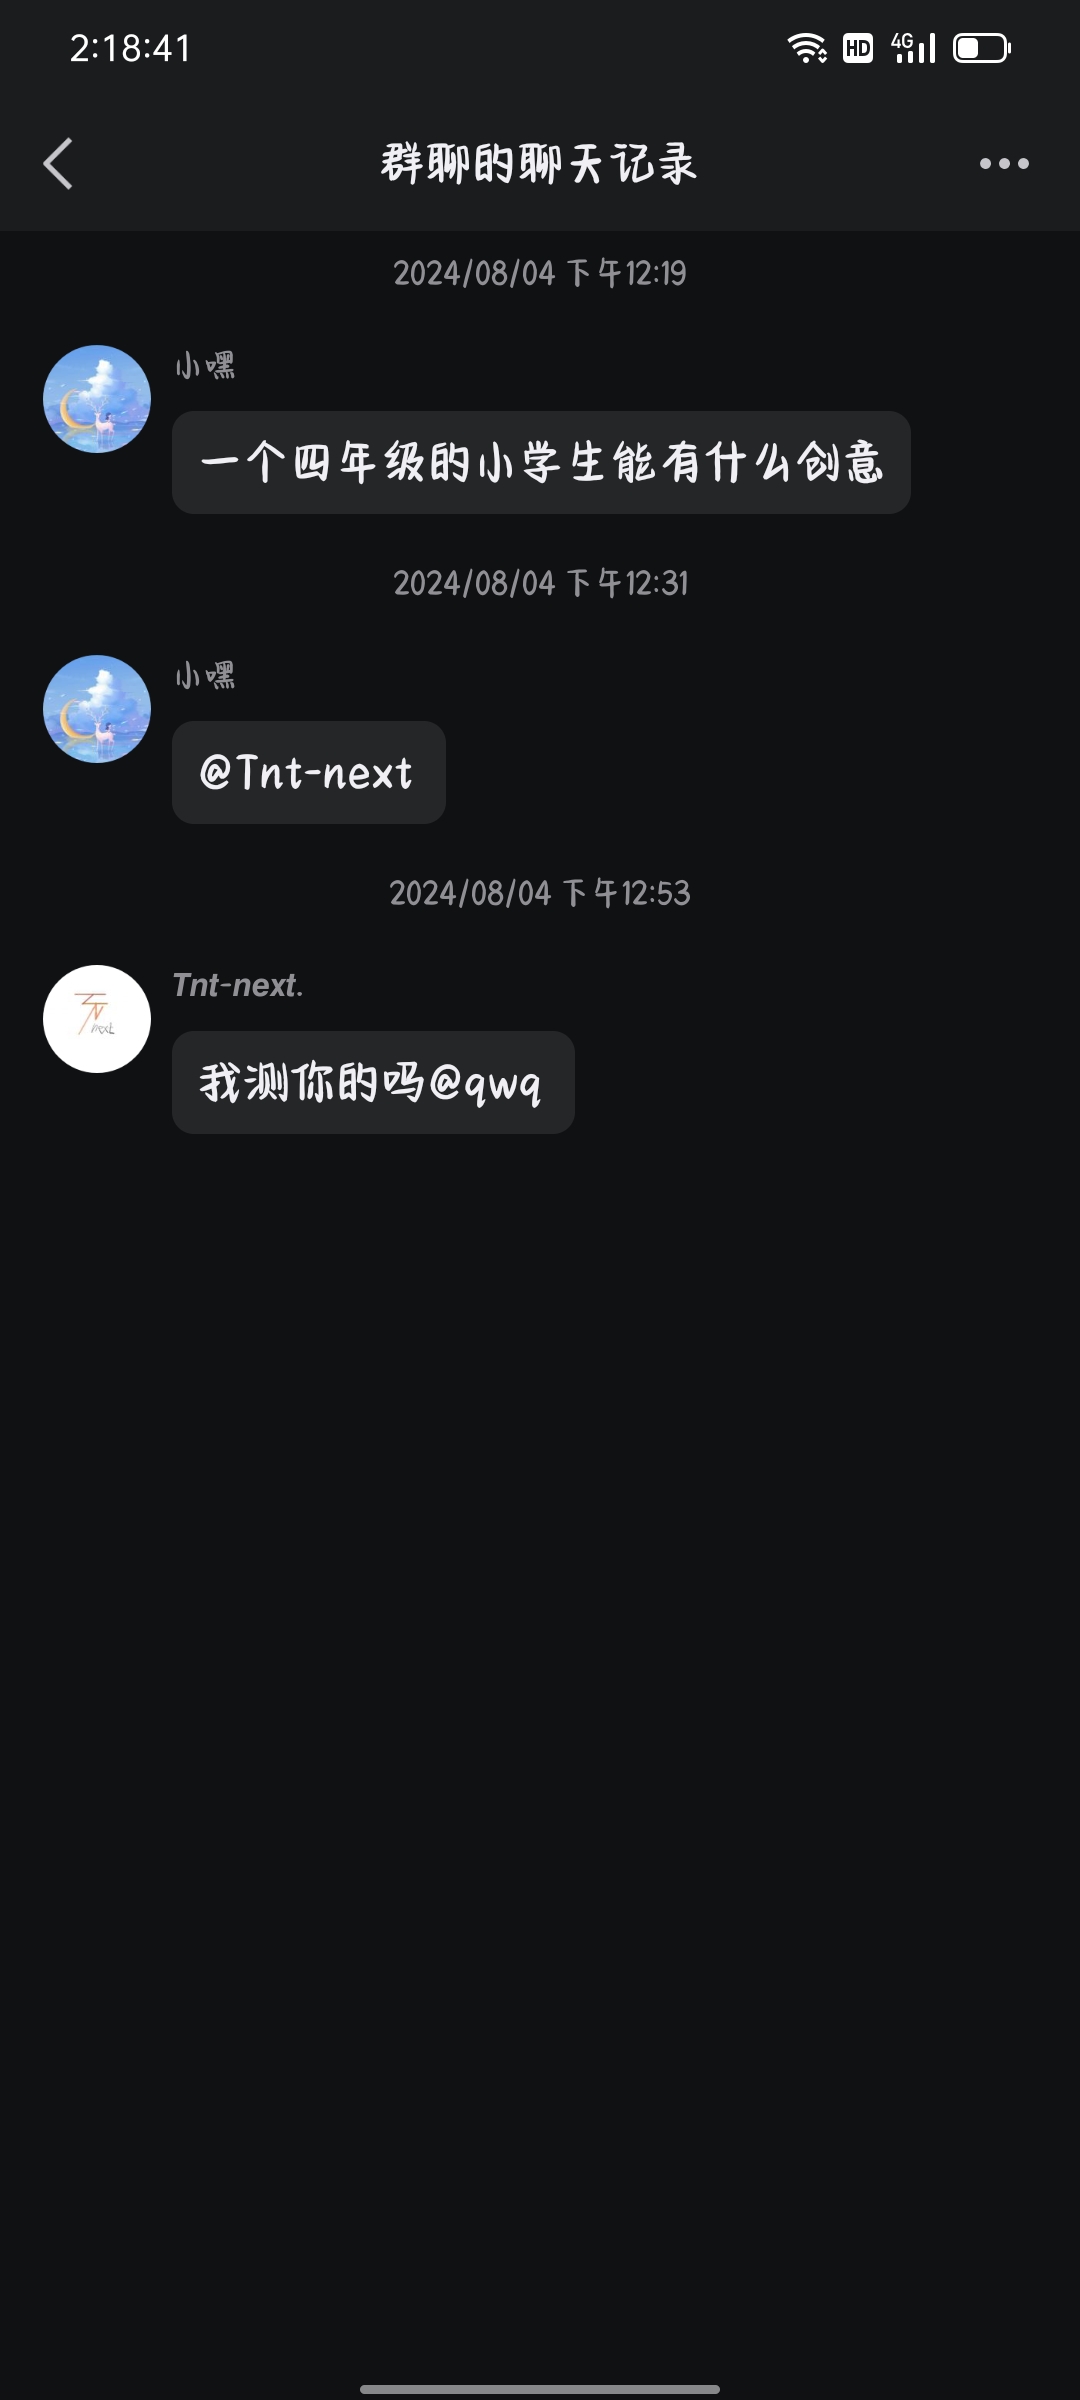 2:18:41
HD
4G
群聊的聊天记录
2024/08/04 下午12:19
小嘿
一个四年级的小学生能有什么创意
2024/08/04 下午12:31
小嘿
@Tnt-next
2024/08/04 下午12:53
Tnt-next.
TN
next
我测你的吗@qwq